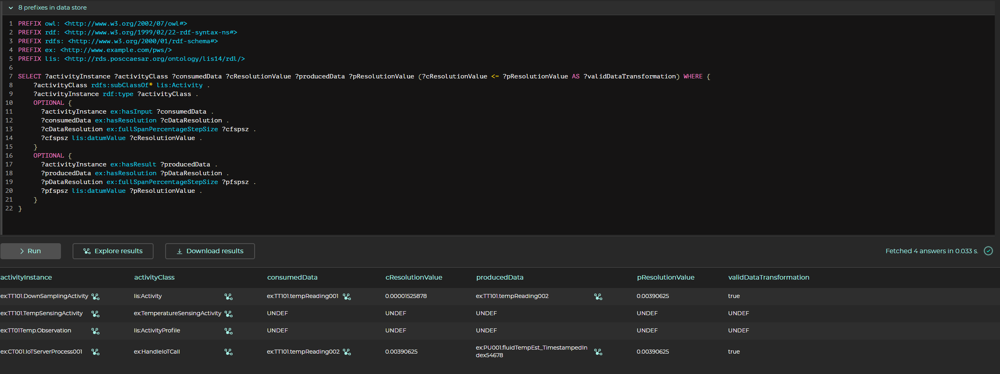 8 prefixes in data store
1 PREFIX owl: <http://www.w3.org/2002/07/owl#>
2 PREFIX rdf: <http://www.w3.org/1999/02/22-rdf-syntax-ns#>
3 PREFIX rdfs: <http://www.w3.org/2000/01/rdf-schema#>
4 PREFIX ex: <http://www.example.com/pws/>
5 PREFIX lis: <http://rds.posccaesar.org/ontology/lis14/rdl/>
6
7 SELECT ?activityInstance ?activityClass ?consumedData ?cResolutionValue ?producedData ?pResolutionValue (?cResolutionValue <= ?pResolutionValue AS ?validDataTransformation) WHERE {
8 ?activityClass rdfs:subClassOf* lis:Activity .
9 ?activityInstance rdf:type ?activityClass .
10 OPTIONAL {
11 ?activityInstance ex:hasInput ?consumedData .
12 ?consumedData ex:hasResolution ?cDataResolution .
13 ?cDataResolution ex:fullSpanPercentageStepSize ?cfspsz .
14 ?cfspsz lis:datumValue ?cResolutionValue .
15 }
16 OPTIONAL {
17 ?activityInstance ex:hasResult ?producedData .
18 ?producedData ex:hasResolution ?pDataResolution .
19 ?pDataResolution ex:fullSpanPercentageStepSize ?pfspsz .
20 ?pfspsz lis:datumValue ?pResolutionValue .
21 }
22 }
Run Explore results Download results Fetched 4 answers in 0.033 s.
activityInstance activityClass consumedData cResolutionValue producedData pResolutionValue validDataTransformation
ex:TT101.DownSamplingActivity lis:Activity ex:TT101.tempReading001 0.00001525878 ex:TT101.tempReading002 0.00390625 true
ex:TT101.TempSensingActivity ex:TemperatureSensingActivity UNDEF UNDEF UNDEF UNDEF UNDEF
ex:TT01Temp.Observation lis:ActivityProfile UNDEF UNDEF UNDEF UNDEF UNDEF
ex:CT001.IoTServerProcess001 ex:HandleIoTCall ex:TT101.tempReading002 0.00390625 ex:PU001.fluidTempEst_TimestampedIn
dex54678 0.00390625 true